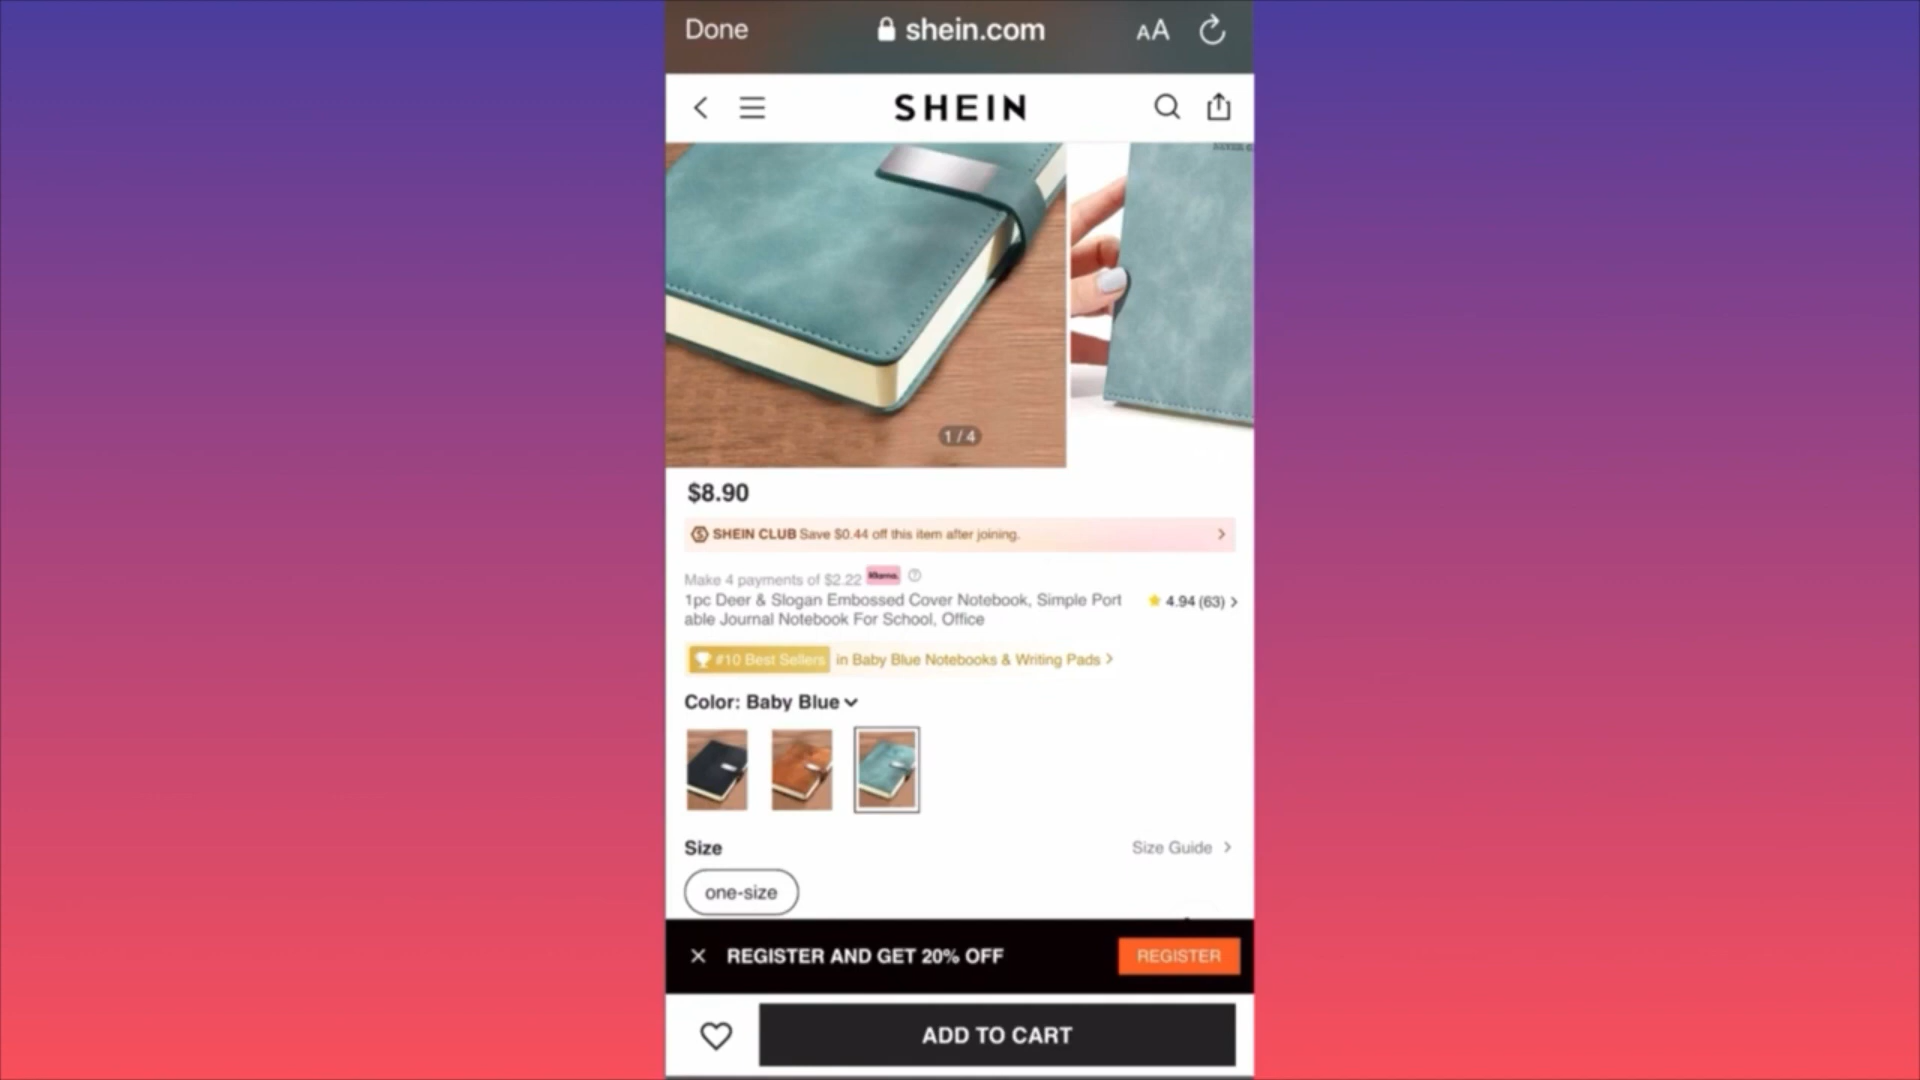 Done
shein.com
AA
SHEIN
1 / 4
$8.90
SHEIN CLUB Save $0.44 off this item after joining.
Make 4 payments of $2.22 Klarna. ?
1pc Deer & Slogan Embossed Cover Notebook, Simple Port
able Journal Notebook For School, Office
4.94 (63)
#10 Best Sellers in Baby Blue Notebooks & Writing Pads
Color: Baby Blue
Size
Size Guide
one-size
REGISTER AND GET 20% OFF
REGISTER
ADD TO CART